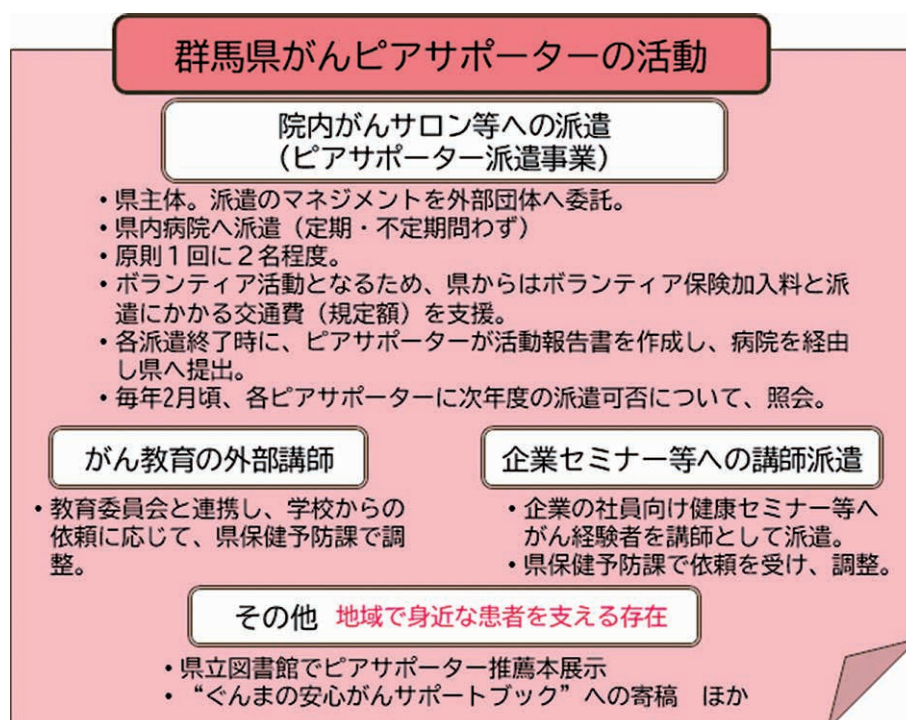 群馬県がんピアサポーターの活動
院内がんサロン等への派遣
（ピアサポーター派遣事業）
・県主体。派遣のマネジメントを外部団体へ委託。
・県内病院へ派遣（定期・不定期問わず）
・原則１回に２名程度。
・ボランティア活動となるため、県からはボランティア保険加入料と派
遣にかかる交通費（規定額）を支援。
・各派遣終了時に、ピアサポーターが活動報告書を作成し、病院を経由
し県へ提出。
・毎年2月頃、各ピアサポーターに次年度の派遣可否について、照会。
がん教育の外部講師
・教育委員会と連携し、学校からの
依頼に応じて、県保健予防課で調
整。
企業セミナー等への講師派遣
・企業の社員向け健康セミナー等へ
がん経験者を講師として派遣。
・県保健予防課で依頼を受け、調整。
その他 地域で身近な患者を支える存在
・県立図書館でピアサポーター推薦本展示
・“ぐんまの安心がんサポートブック”への寄稿　ほか